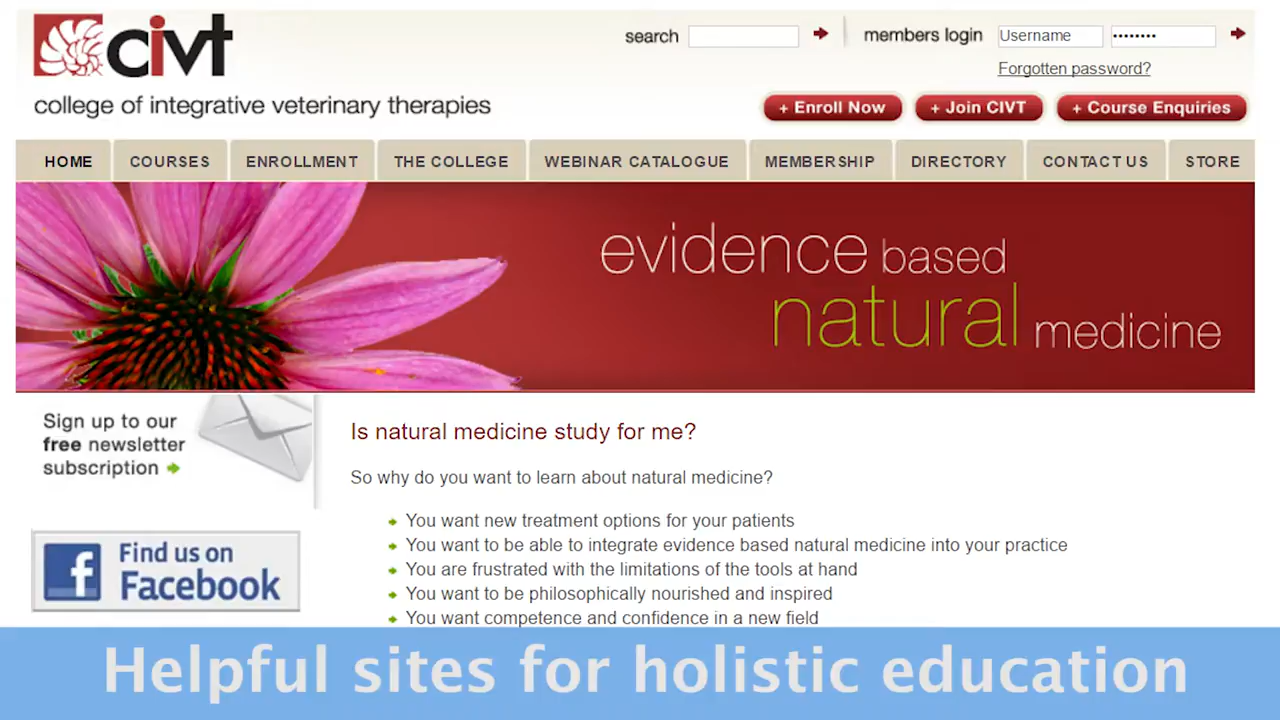 civt
college of integrative veterinary therapies
search
members login
Username
••••••••
Forgotten password?
+ Enroll Now
+ Join CIVT
+ Course Enquiries
HOME
COURSES
ENROLLMENT
THE COLLEGE
WEBINAR CATALOGUE
MEMBERSHIP
DIRECTORY
CONTACT US
STORE
evidence based
natural medicine
Sign up to our
free newsletter
subscription
Find us on
Facebook
Is natural medicine study for me?
So why do you want to learn about natural medicine?
You want new treatment options for your patients
You want to be able to integrate evidence based natural medicine into your practice
You are frustrated with the limitations of the tools at hand
You want to be philosophically nourished and inspired
You want competence and confidence in a new field
Helpful sites for holistic education